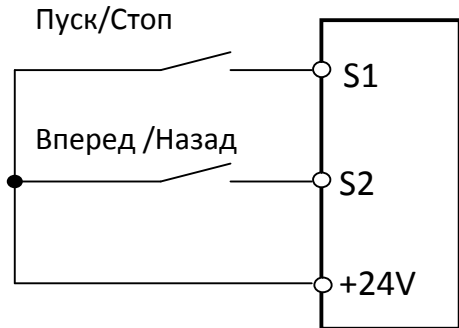 Пуск/Стоп
S1
Вперед /Назад
S2
+24V